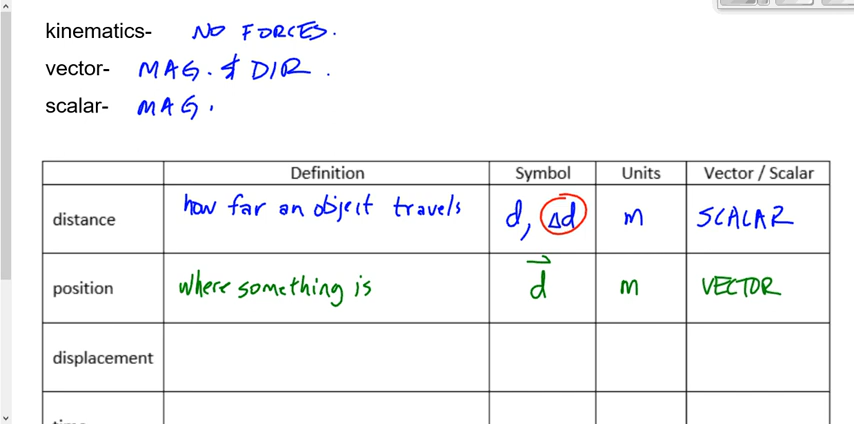 kinematics- NO FORCES.
vector- MAG. & DIR.
scalar- MAG.
Definition Symbol Units Vector / Scalar
distance how far an object travels d, Δd m SCALAR
position where something is d⃗ m VECTOR
displacement